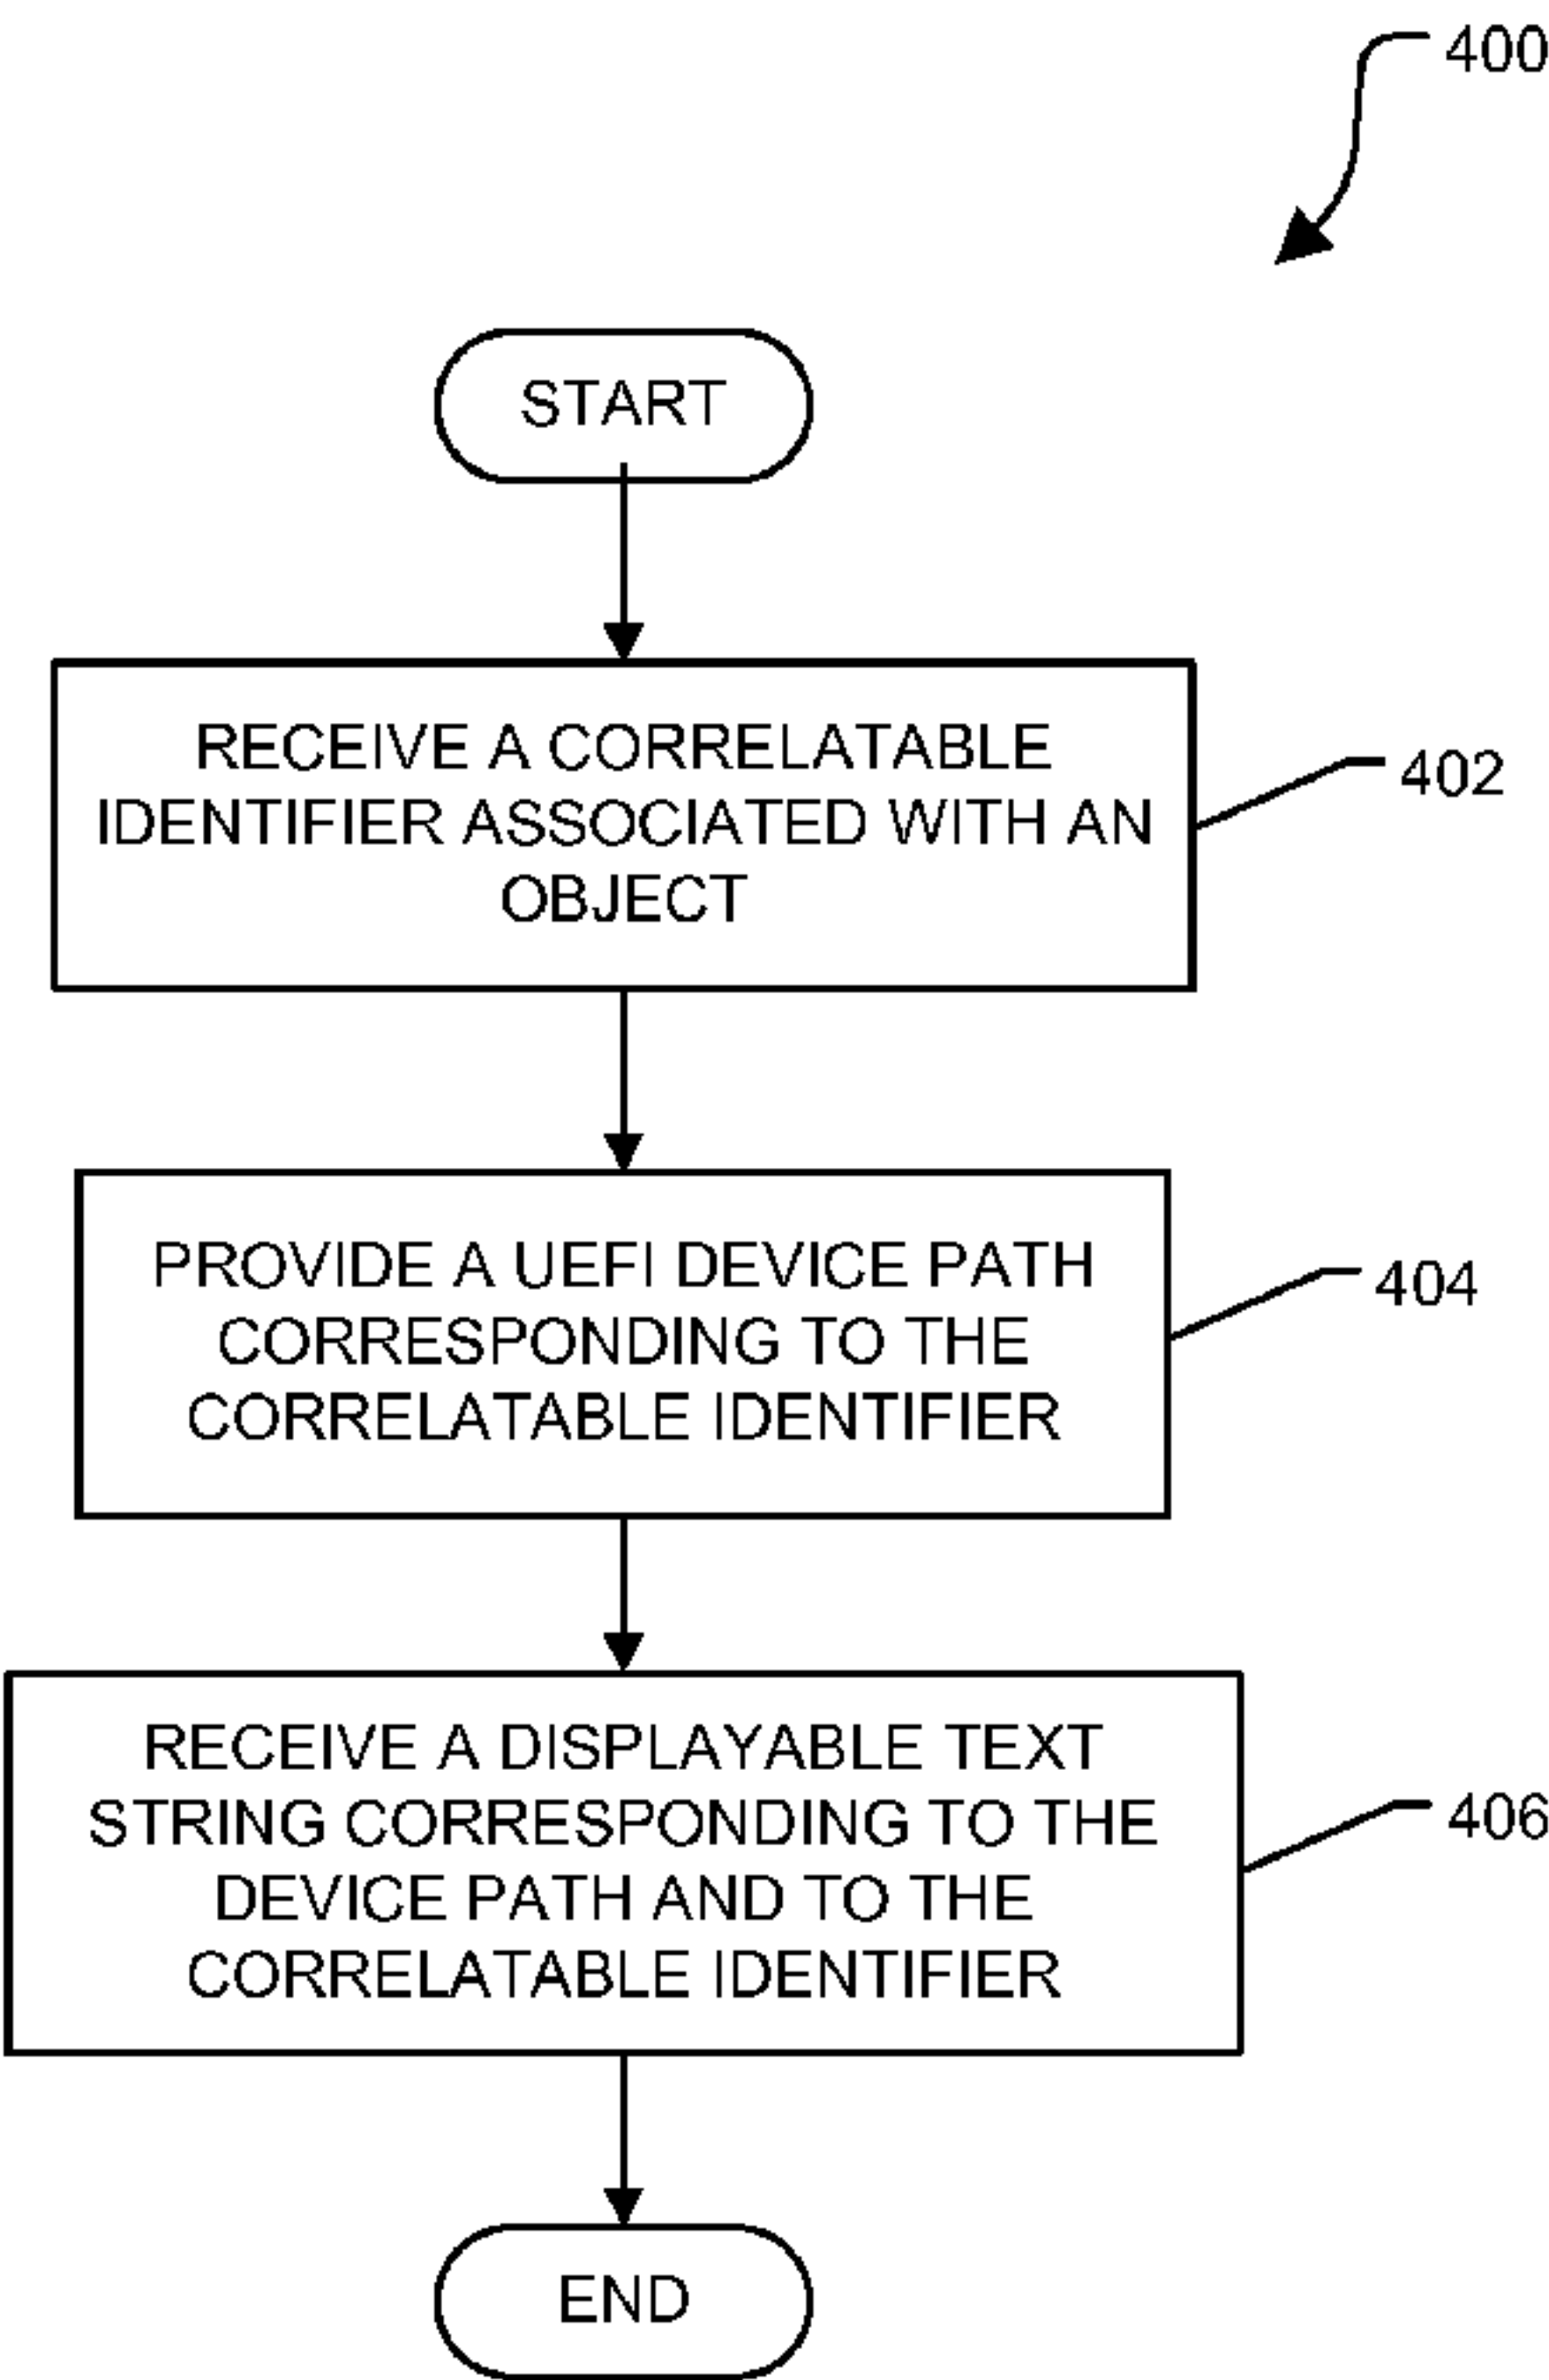 400
START
RECEIVE A CORRELATABLE
IDENTIFIER ASSOCIATED WITH AN
OBJECT
402
PROVIDE A UEFI DEVICE PATH
CORRESPONDING TO THE
CORRELATABLE IDENTIFIER
404
RECEIVE A DISPLAYABLE TEXT
STRING CORRESPONDING TO THE
DEVICE PATH AND TO THE
CORRELATABLE IDENTIFIER
406
END